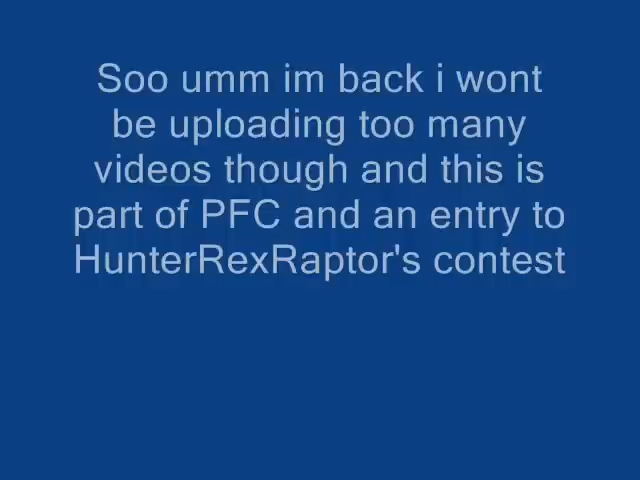 Soo umm im back i wont
be uploading too many
videos though and this is
part of PFC and an entry to
HunterRexRaptor's contest